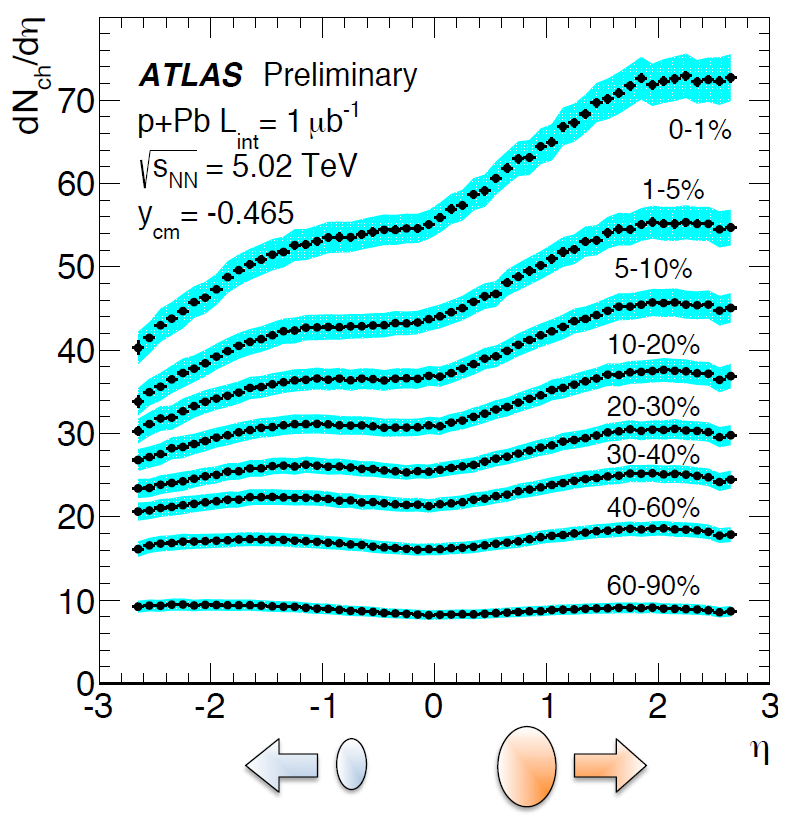 dN_ch/dη
ATLAS Preliminary
p+Pb L_int = 1 μb^-1
√s_NN = 5.02 TeV
y_cm = -0.465
0-1%
1-5%
5-10%
10-20%
20-30%
30-40%
40-60%
60-90%
70
60
50
40
30
20
10
0
-3 -2 -1 0 1 2 3
η